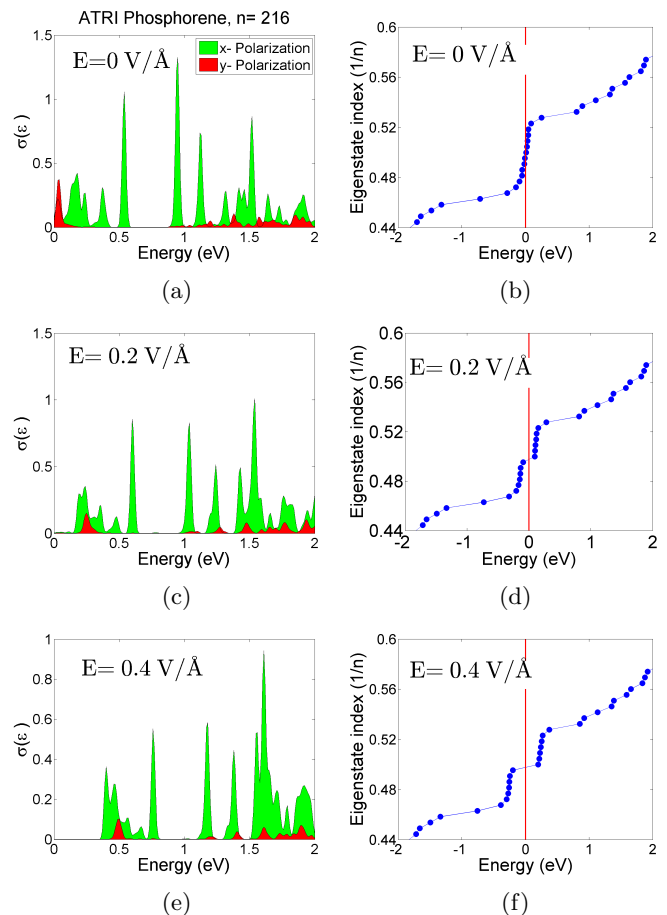 ATRI Phosphorene, n= 216
E=0 V/Å
x- Polarization
y- Polarization
σ(ε)
1.5
1
0.5
0
0 0.5 1 1.5 2
Energy (eV)
(a)
E= 0 V/Å
Eigenstate index (1/n)
0.6
0.56
0.52
0.48
0.44
-2 -1 0 1 2
Energy (eV)
(b)
E= 0.2 V/Å
σ(ε)
1.5
1
0.5
0
0 0.5 1 1.5 2
Energy (eV)
(c)
E= 0.2 V/Å
Eigenstate index (1/n)
0.6
0.56
0.52
0.48
0.44
-2 -1 0 1 2
Energy (eV)
(d)
E= 0.4 V/Å
σ(ε)
1
0.8
0.6
0.4
0.2
0
0 0.5 1 1.5 2
Energy (eV)
(e)
E= 0.4 V/Å
Eigenstate index (1/n)
0.6
0.56
0.52
0.48
0.44
-2 -1 0 1 2
Energy (eV)
(f)